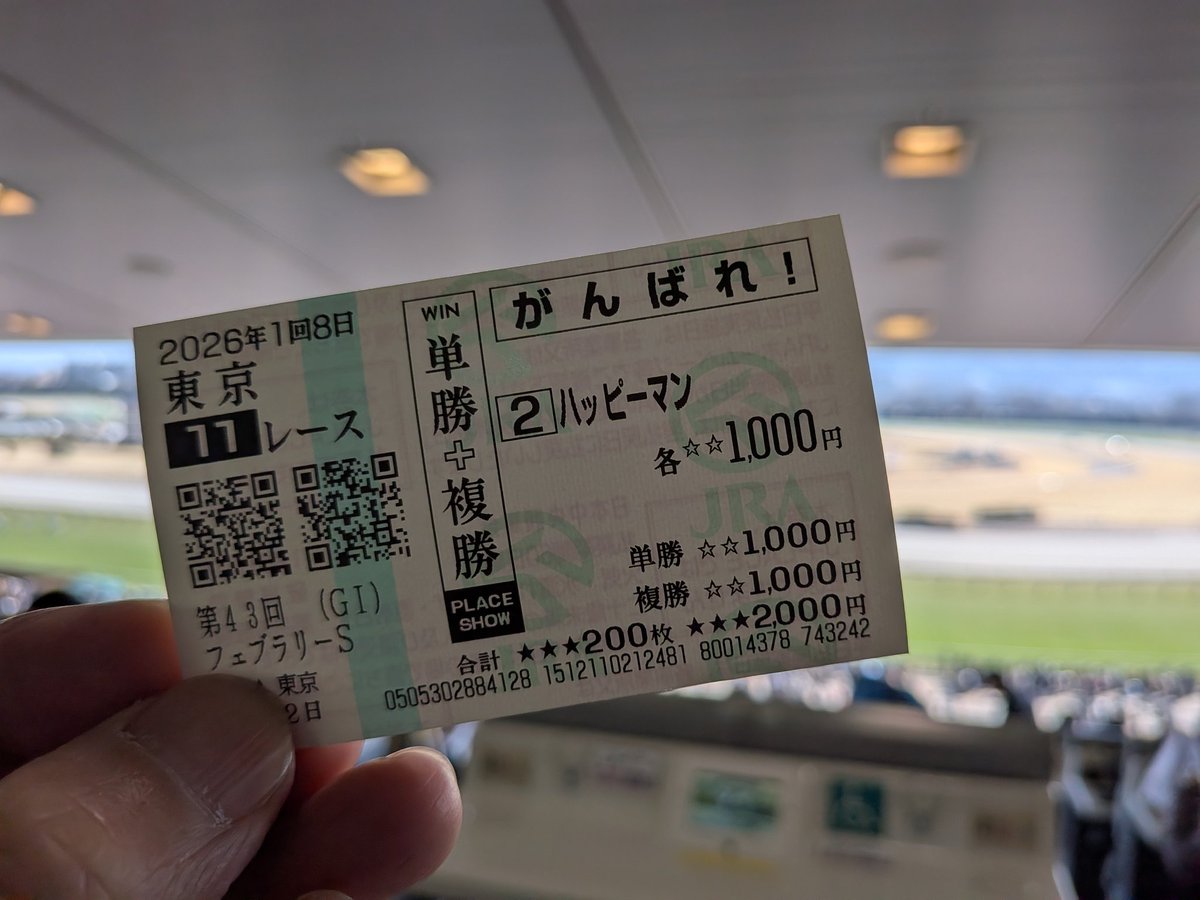 2026年1回8日
東京
11レース
第43回 (GI)
フェブラリーS
東京
2日
WIN
単勝+複勝
PLACE
SHOW
がんばれ!
2 ハッピーマン
各☆☆1,000円
単勝 ☆☆1,000円
複勝 ☆☆1,000円
合計 ★★★200枚 ★★★2,000円
0505302884128 1512110212481 80014378 743242
JRA
JRA